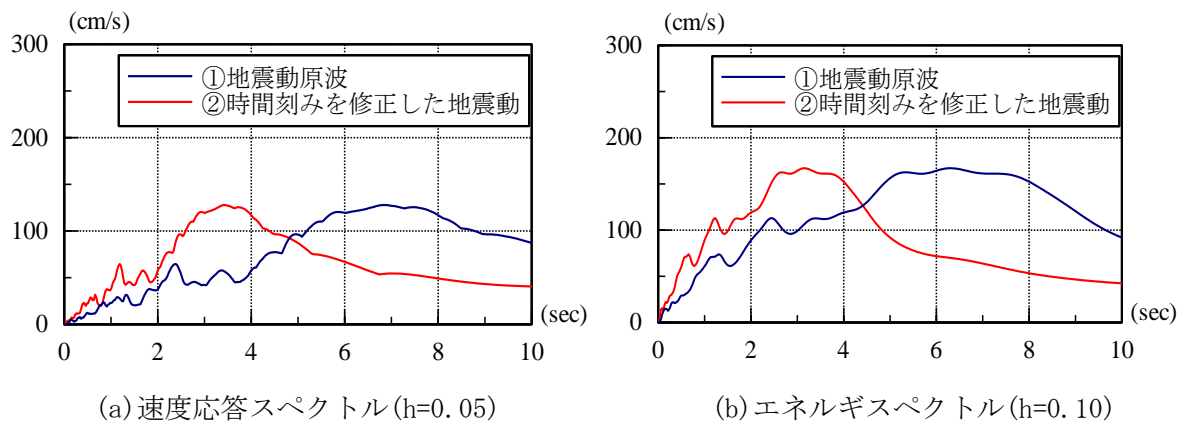 (cm/s)
300
200
100
0
0 2 4 6 8 10
(sec)
①地震動原波
②時間刻みを修正した地震動
(a)速度応答スペクトル(h=0.05)
(cm/s)
300
200
100
0
0 2 4 6 8 10
(sec)
①地震動原波
②時間刻みを修正した地震動
(b)エネルギスペクトル(h=0.10)